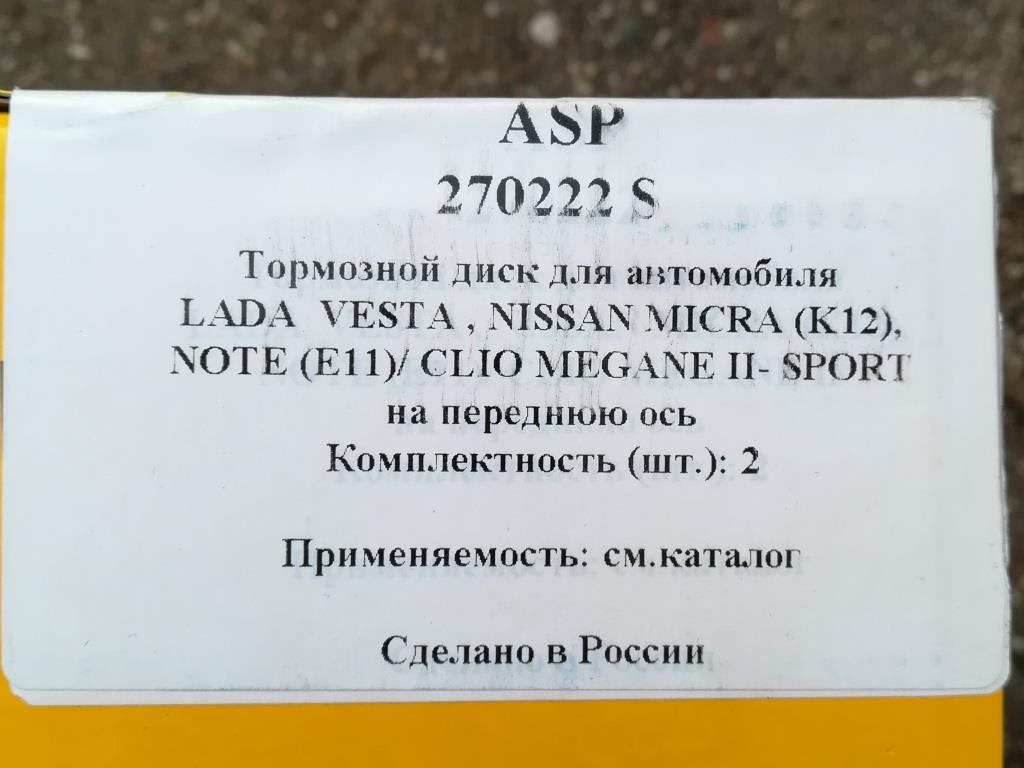 ASP
270222 S
Тормозной диск для автомобиля
LADA VESTA , NISSAN MICRA (K12),
NOTE (E11)/ CLIO MEGANE II- SPORT
на переднюю ось
Комплектность (шт.): 2
Применяемость: см.каталог
Сделано в России